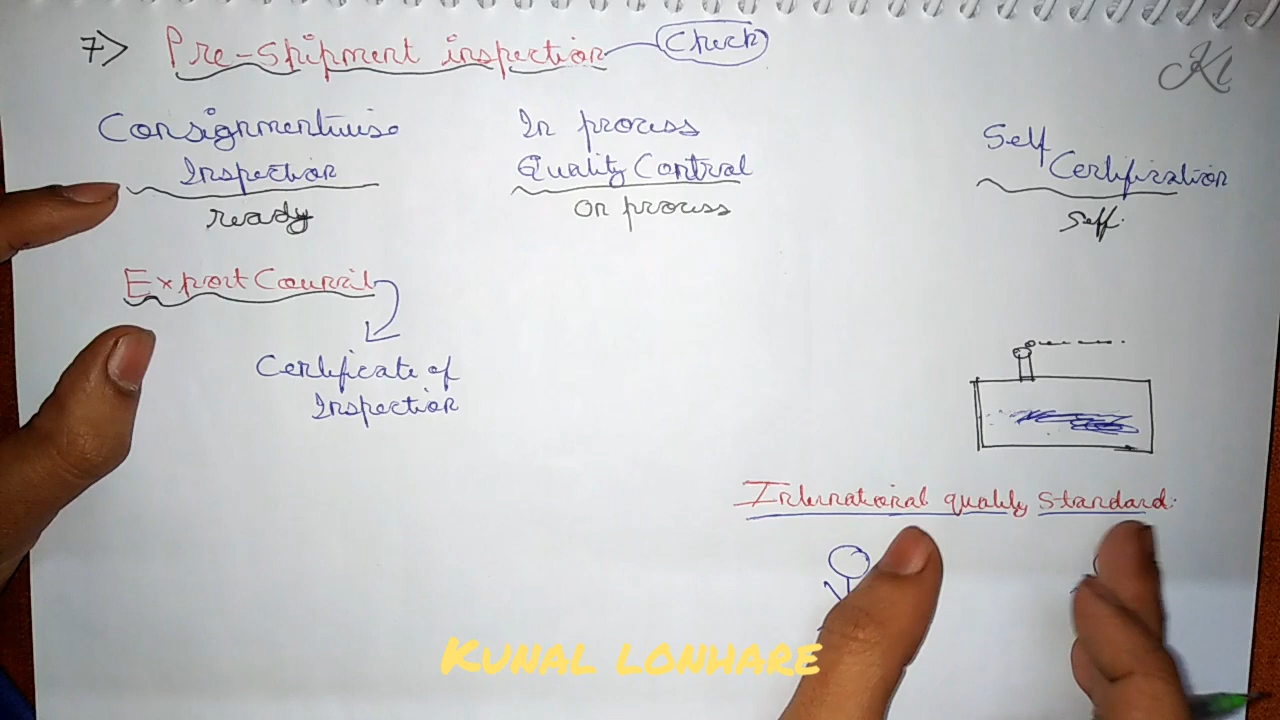 7> Pre-Shipment inspection
Check
Kl
Consignmentwise
Inspection
ready
In process
Quality Control
On process
Self
Certification
Self.
Export Council
Certificate of
Inspection
International quality Standard.
KUNAL LONHARE